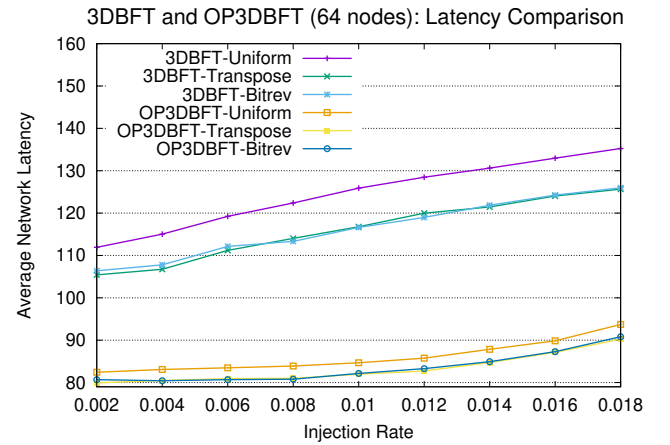 3DBFT and OP3DBFT (64 nodes): Latency Comparison
160
150
140
130
120
110
100
90
80
Average Network Latency
3DBFT-Uniform
3DBFT-Transpose
3DBFT-Bitrev
OP3DBFT-Uniform
OP3DBFT-Transpose
OP3DBFT-Bitrev
0.002 0.004 0.006 0.008 0.01 0.012 0.014 0.016 0.018
Injection Rate